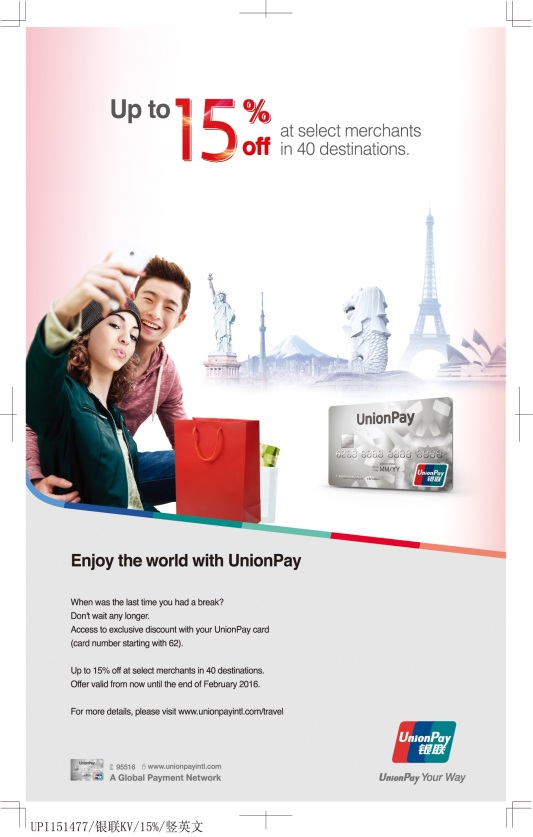 Up to 15% off at select merchants
in 40 destinations.
UnionPay
MM/YY
UnionPay
银联
Enjoy the world with UnionPay
When was the last time you had a break?
Don't wait any longer.
Access to exclusive discount with your UnionPay card
(card number starting with 62).
Up to 15% off at select merchants in 40 destinations.
Offer valid from now until the end of February 2016.
For more details, please visit www.unionpayintl.com/travel
UnionPay
银联
95516 www.unionpayintl.com
A Global Payment Network
UnionPay Your Way
UPI151477/银联KV/15%/竖英文